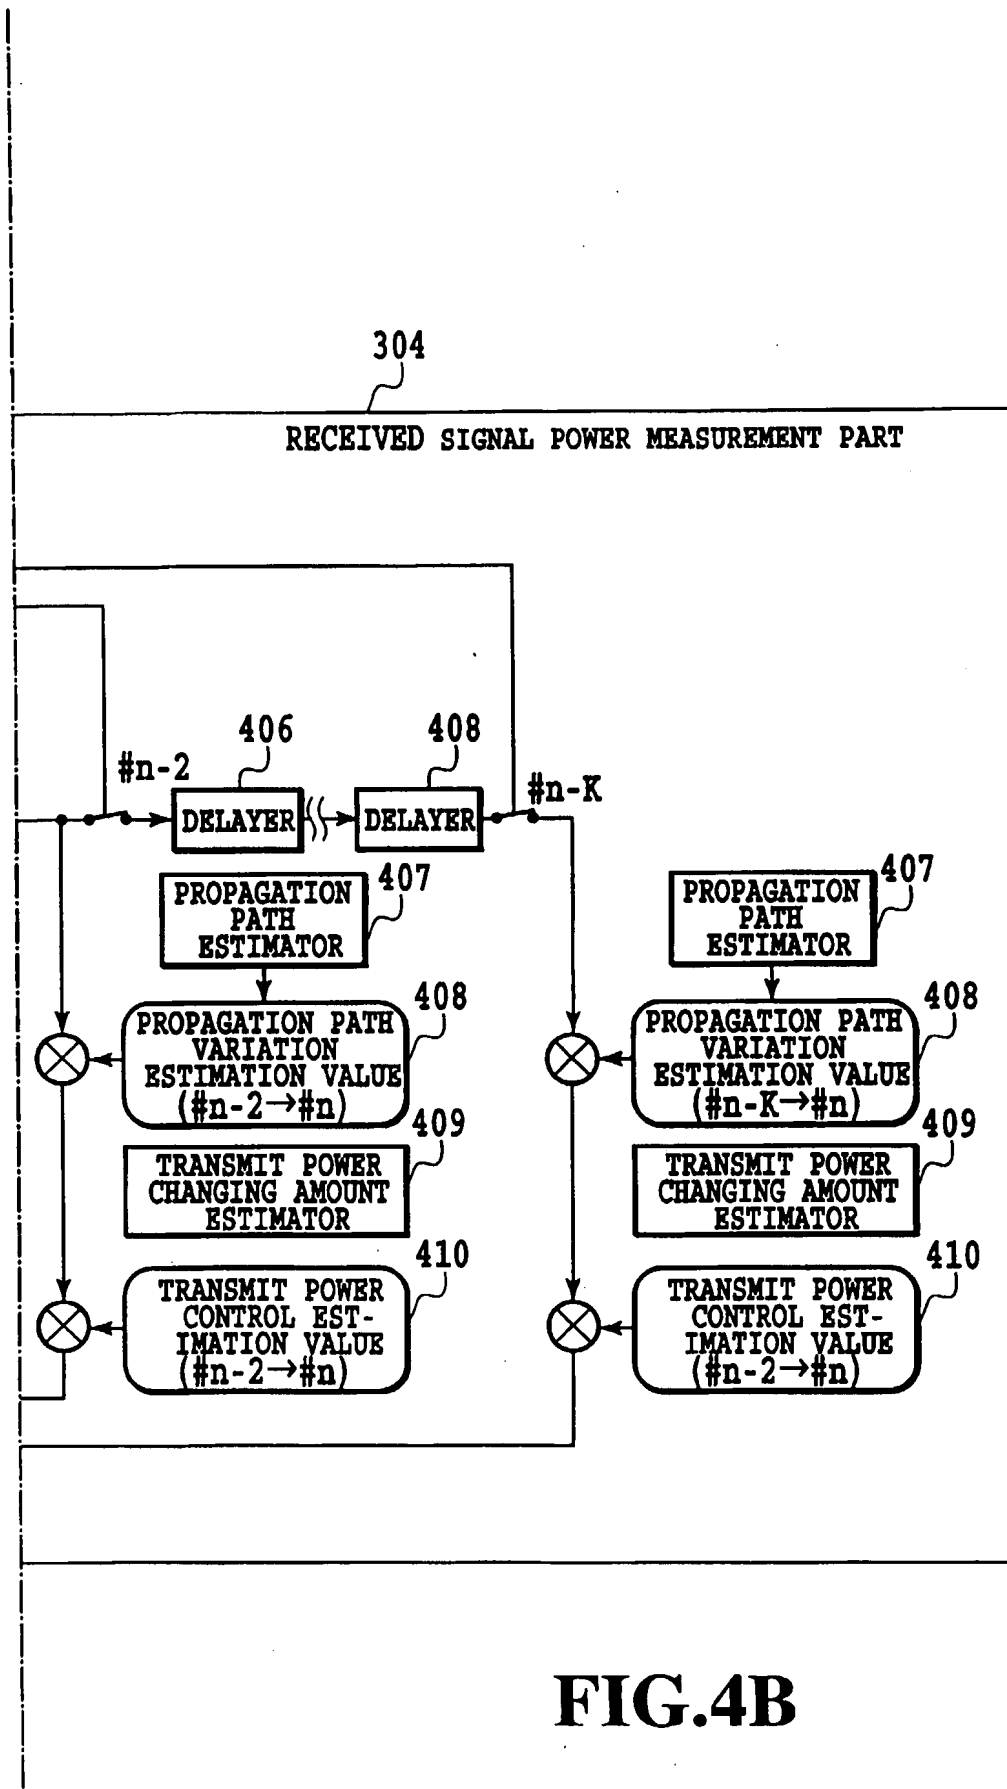 304
RECEIVED SIGNAL POWER MEASUREMENT PART
406
408
#n-2
#n-K
DELAYER
DELAYER
407
PROPAGATION
PATH
ESTIMATOR
407
PROPAGATION
PATH
ESTIMATOR
408
PROPAGATION PATH
VARIATION
ESTIMATION VALUE
(#n-2→#n)
408
PROPAGATION PATH
VARIATION
ESTIMATION VALUE
(#n-K→#n)
409
TRANSMIT POWER
CHANGING AMOUNT
ESTIMATOR
409
TRANSMIT POWER
CHANGING AMOUNT
ESTIMATOR
410
TRANSMIT POWER
CONTROL EST-
IMATION VALUE
(#n-2→#n)
410
TRANSMIT POWER
CONTROL EST-
IMATION VALUE
(#n-2→#n)
FIG.4B